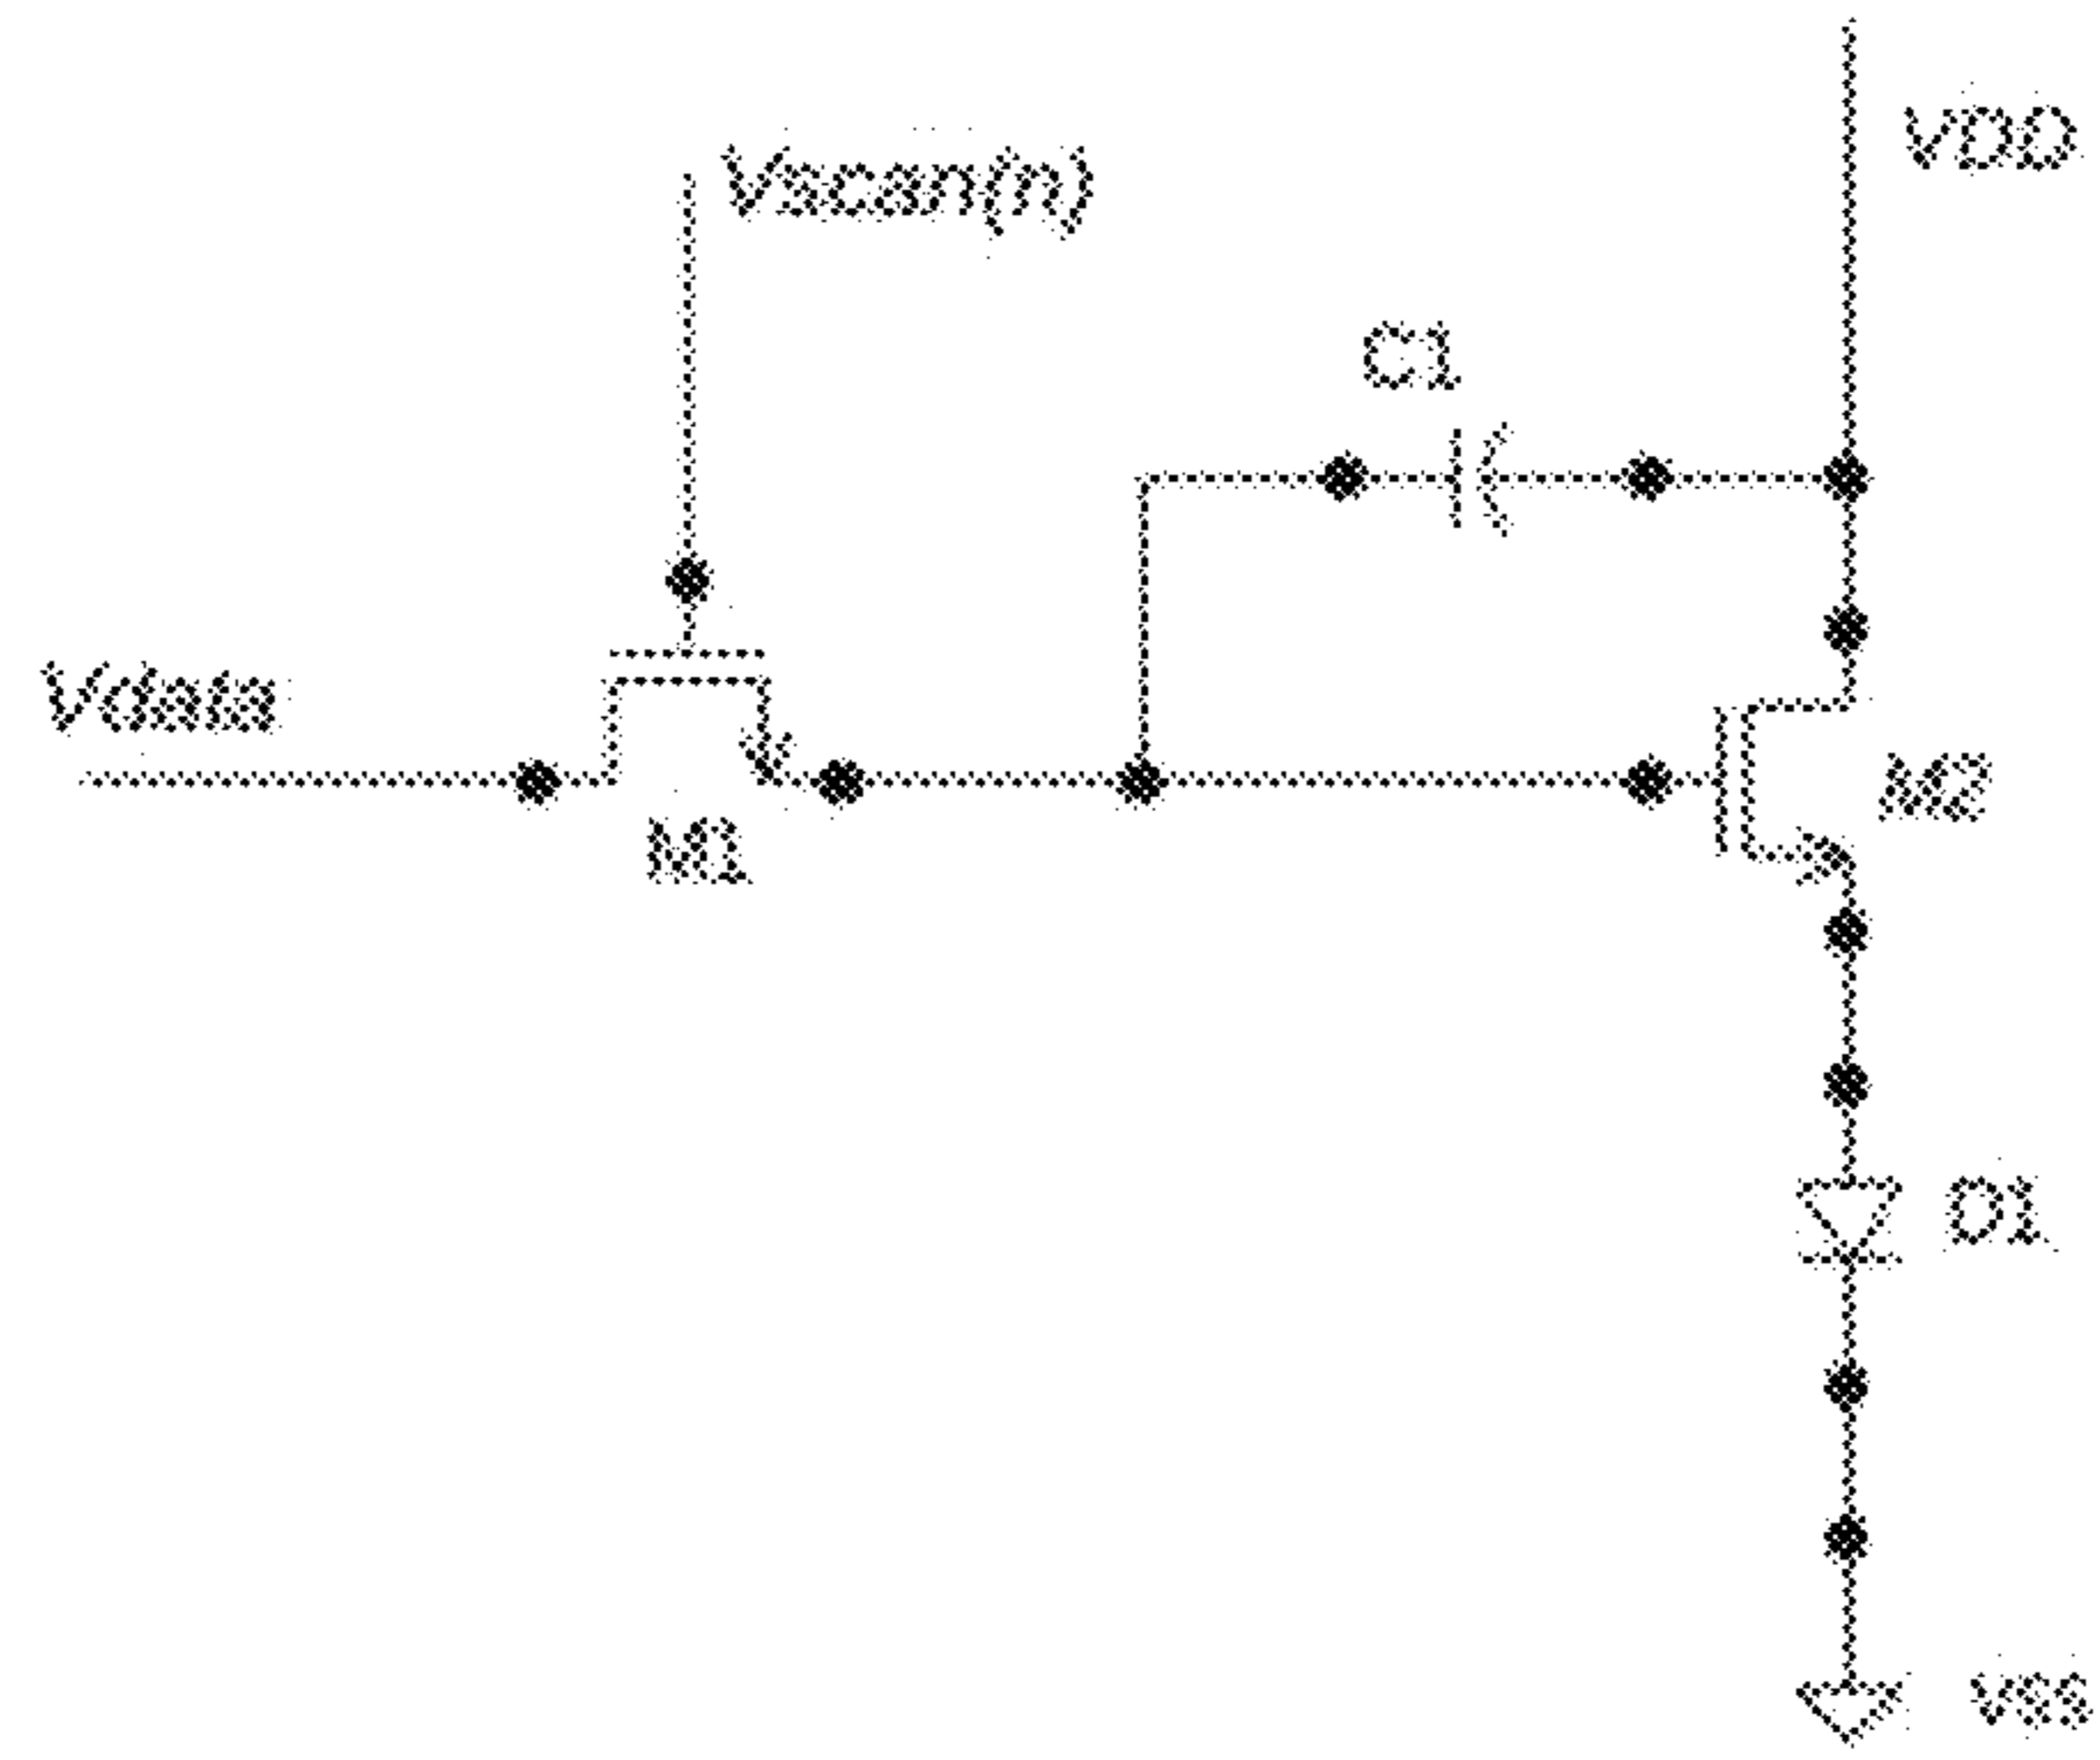 VDD
Vscan(n)
C1
Vdata
M2
M1
D1
Vss